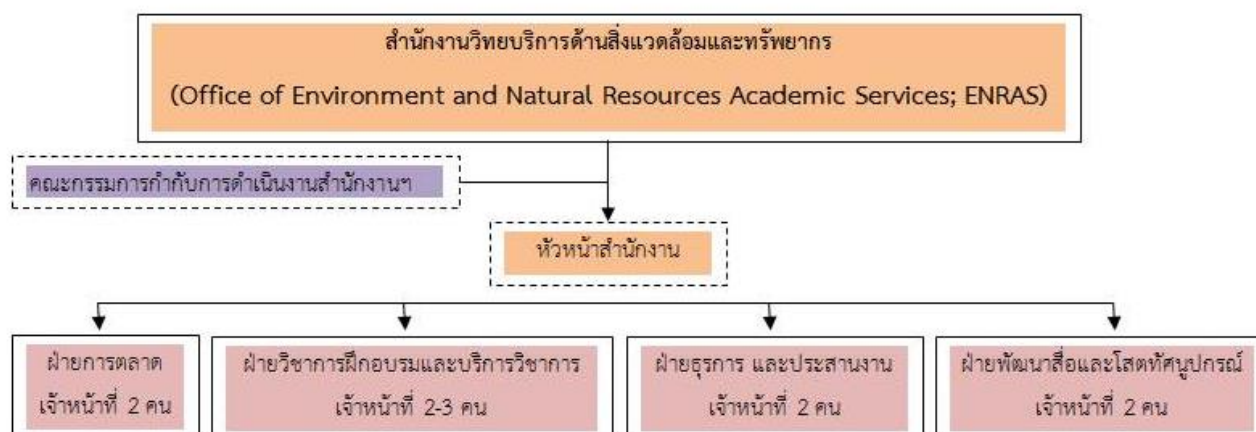 สำนักงานวิทยบริการด้านสิ่งแวดล้อมและทรัพยากร
(Office of Environment and Natural Resources Academic Services; ENRAS)
คณะกรรมการกำกับการดำเนินงานสำนักงานฯ
หัวหน้าสำนักงาน
ฝ่ายการตลาด
เจ้าหน้าที่ 2 คน
ฝ่ายวิชาการฝึกอบรมและบริการวิชาการ
เจ้าหน้าที่ 2-3 คน
ฝ่ายธุรการ และประสานงาน
เจ้าหน้าที่ 2 คน
ฝ่ายพัฒนาสื่อและโสตทัศนูปกรณ์
เจ้าหน้าที่ 2 คน